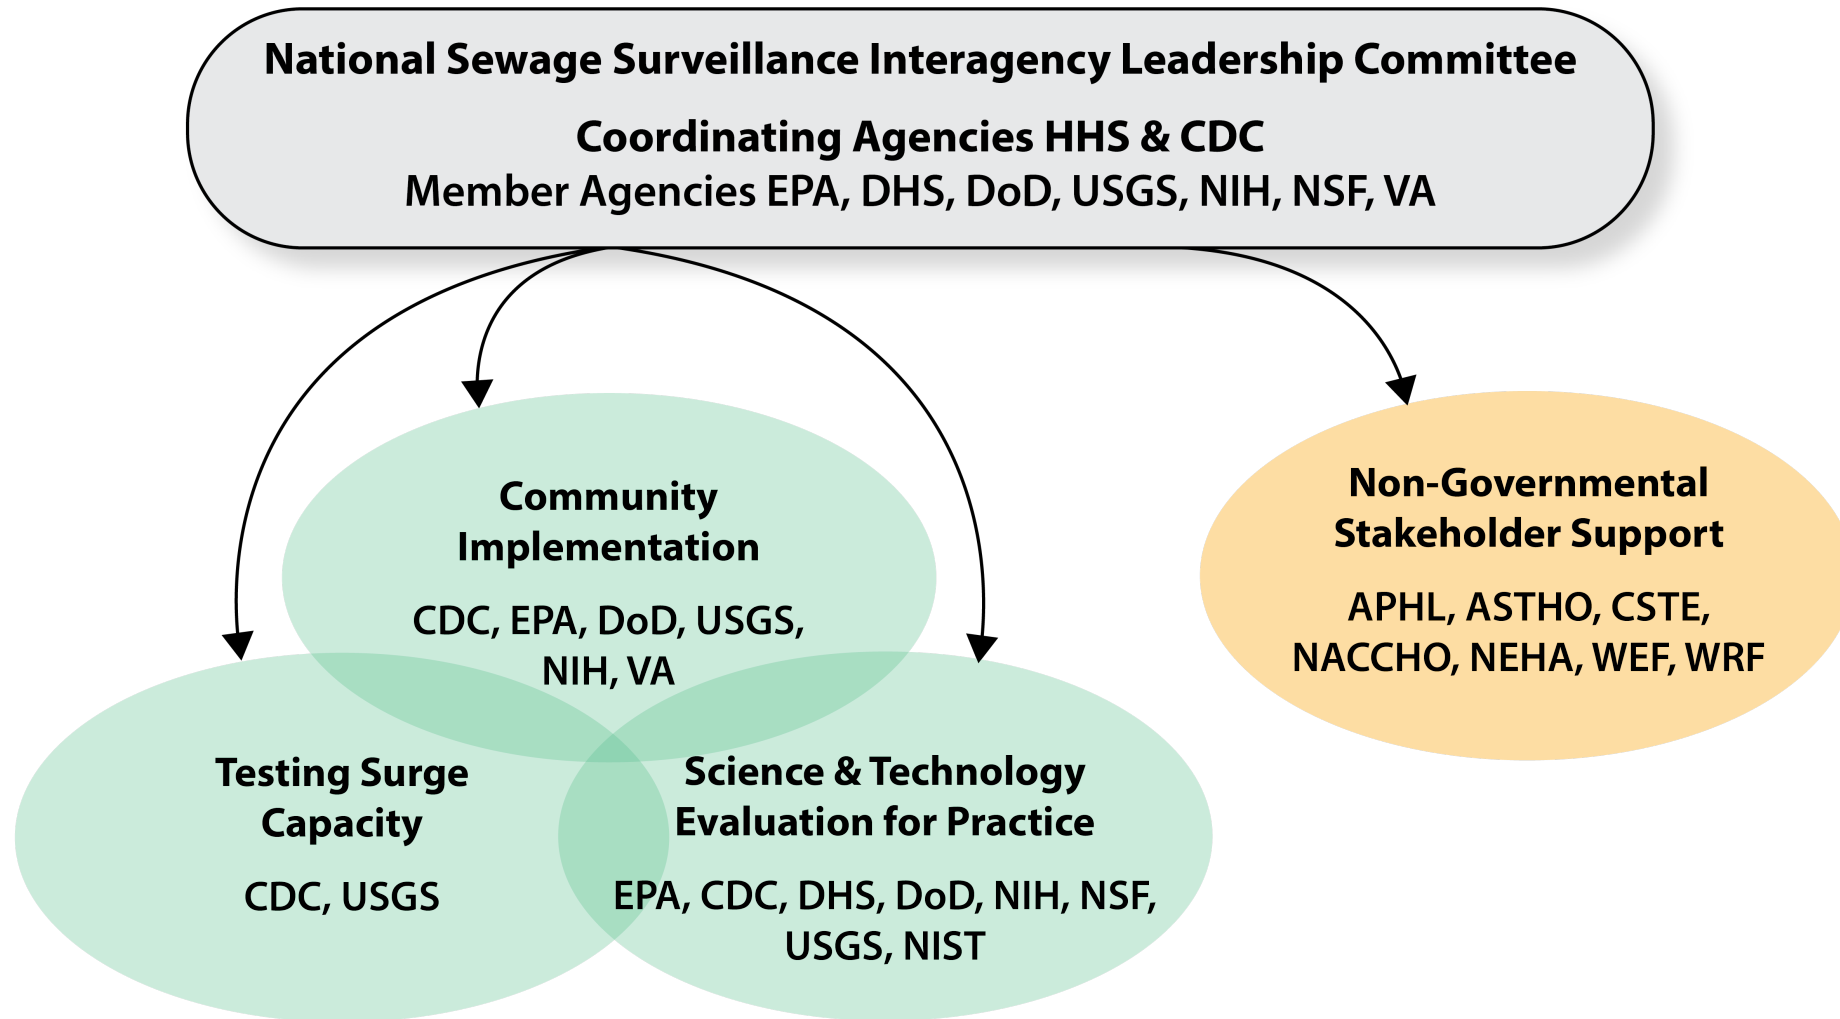 National Sewage Surveillance Interagency Leadership Committee
Coordinating Agencies HHS & CDC
Member Agencies EPA, DHS, DoD, USGS, NIH, NSF, VA
Community
Implementation
CDC, EPA, DoD, USGS,
NIH, VA
Non-Governmental
Stakeholder Support
APHL, ASTHO, CSTE,
NACCHO, NEHA, WEF, WRF
Testing Surge
Capacity
CDC, USGS
Science & Technology
Evaluation for Practice
EPA, CDC, DHS, DoD, NIH, NSF,
USGS, NIST